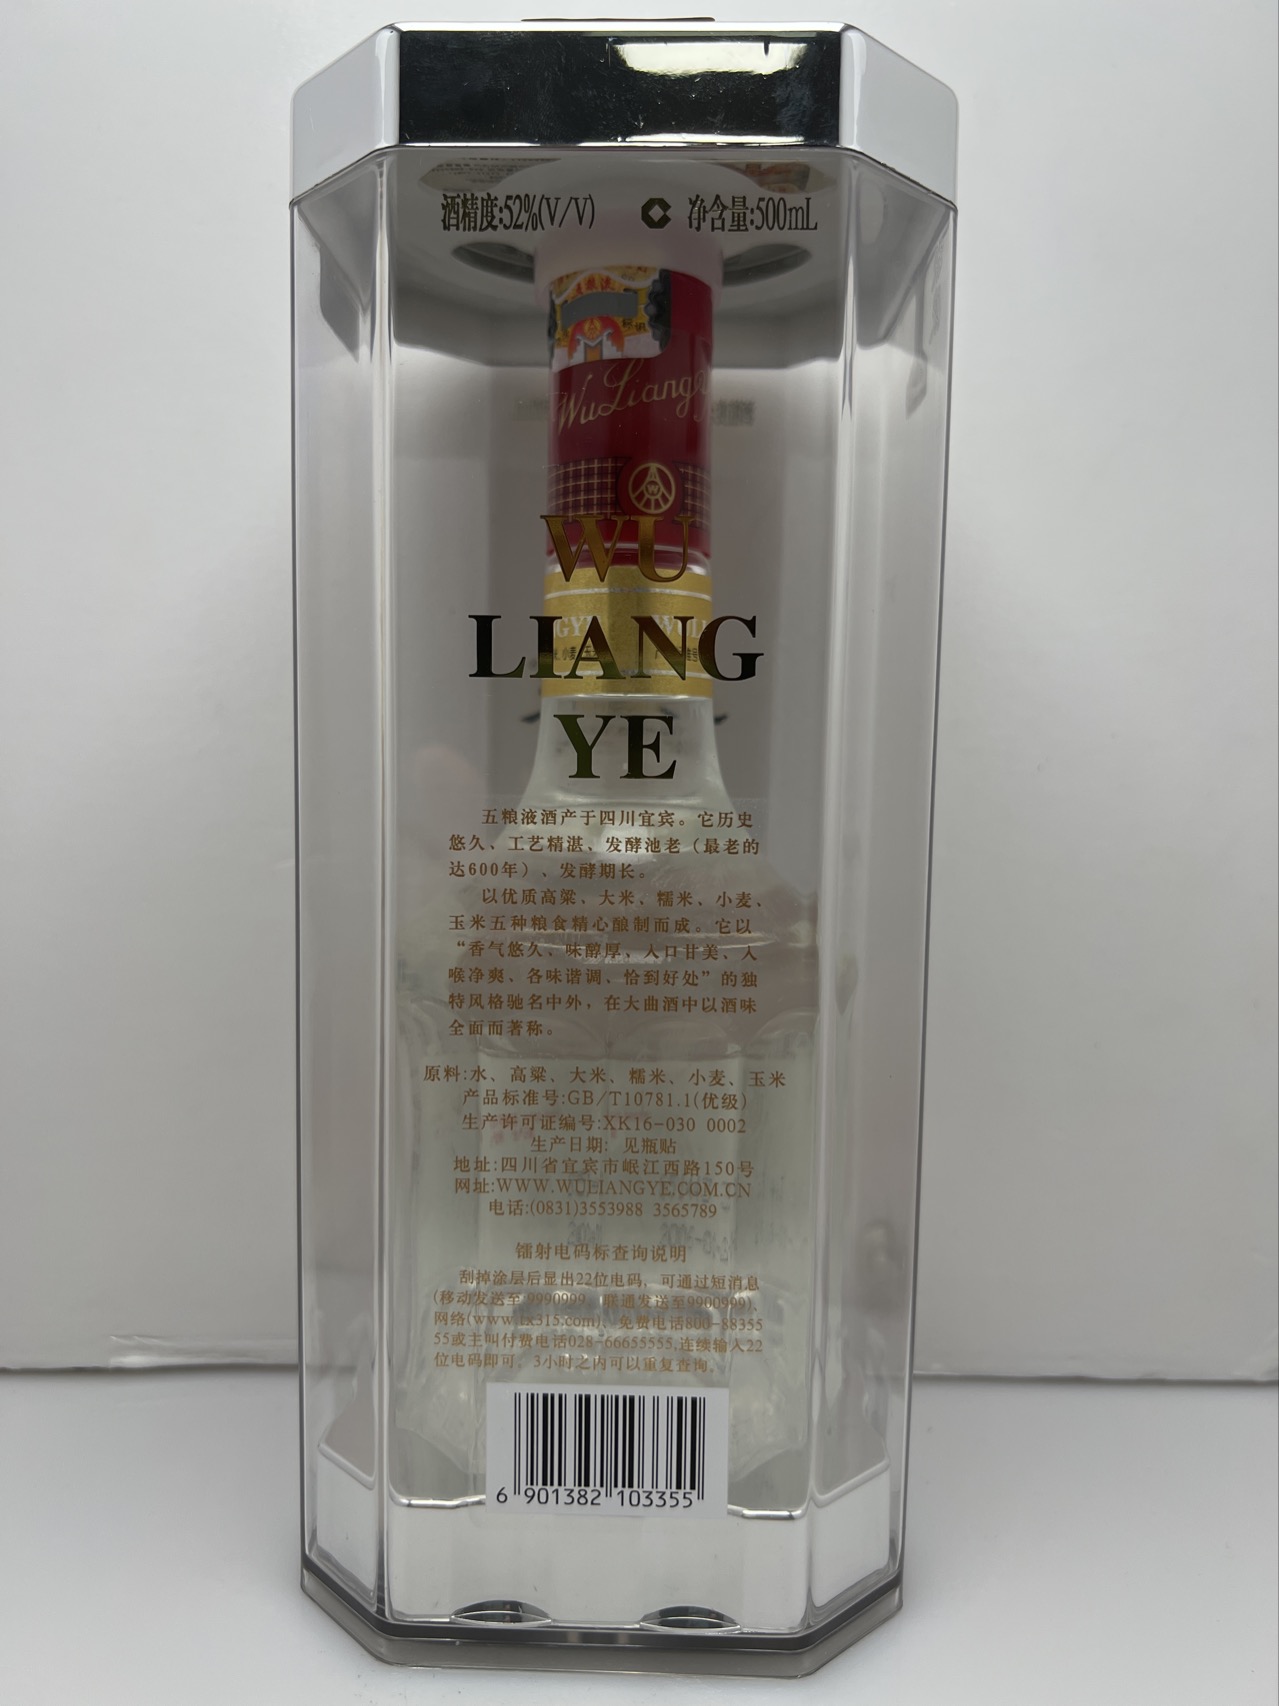 酒精度:52%(V/V) 净含量:500mL
WuLiangy
WU
LIANG
YE
五粮液酒产于四川宜宾。它历史
悠久、工艺精湛、发酵池老（最老的
达600年）、发酵期长。
以优质高粱、大米、糯米、小麦、
玉米五种粮食精心酿制而成。它以
“香气悠久、味醇厚、入口甘美、入
喉净爽、各味谐调、恰到好处”的独
特风格驰名中外，在大曲酒中以酒味
全面而著称。
原料:水、高粱、大米、糯米、小麦、玉米
产品标准号:GB/T10781.1(优级)
生产许可证编号:XK16-030 0002
生产日期: 见瓶贴
地址:四川省宜宾市岷江西路150号
网址:WWW.WULIANGYE.COM.CN
电话:(0831)3553988 3565789
镭射电码标查询说明
刮掉涂层后显出22位电码，可通过短消息
(移动发送至9990999，联通发送至9900999)、
网络(www.tx315.com)、免费电话800-88355
55或主叫付费电话028-66655555,连续输入22
位电码即可，3小时之内可以重复查询。
6 901382 103355